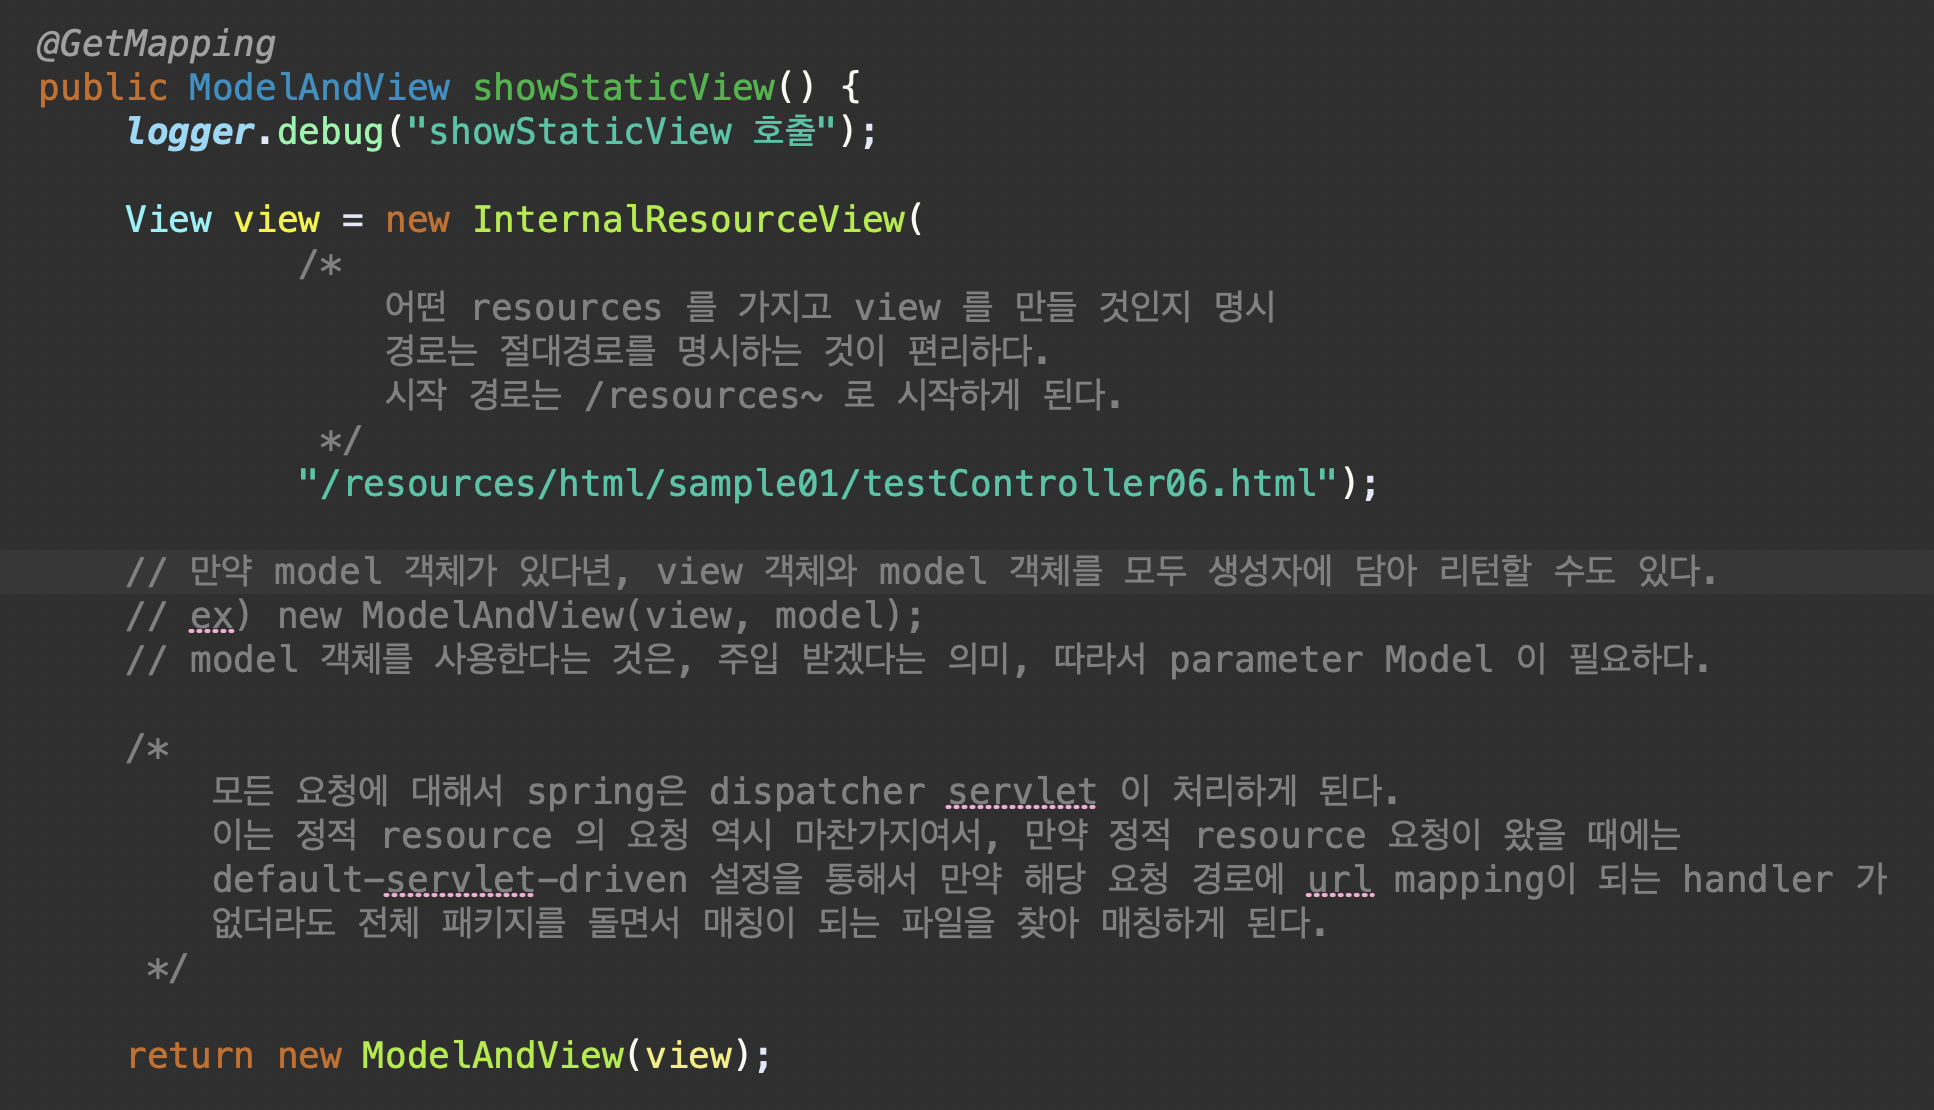 @GetMapping
public ModelAndView showStaticView() {
logger.debug("showStaticView 호출");
View view = new InternalResourceView(
/*
어떤 resources 를 가지고 view 를 만들 것인지 명시
경로는 절대경로를 명시하는 것이 편리하다.
시작 경로는 /resources~ 로 시작하게 된다.
*/
"/resources/html/sample01/testController06.html");
// 만약 model 객체가 있다년, view 객체와 model 객체를 모두 생성자에 담아 리턴할 수도 있다.
// ex) new ModelAndView(view, model);
// model 객체를 사용한다는 것은, 주입 받겠다는 의미, 따라서 parameter Model 이 필요하다.
/*
모든 요청에 대해서 spring은 dispatcher servlet 이 처리하게 된다.
이는 정적 resource 의 요청 역시 마찬가지여서, 만약 정적 resource 요청이 왔을 때에는
default-servlet-driven 설정을 통해서 만약 해당 요청 경로에 url mapping이 되는 handler 가
없더라도 전체 패키지를 돌면서 매칭이 되는 파일을 찾아 매칭하게 된다.
*/
return new ModelAndView(view);